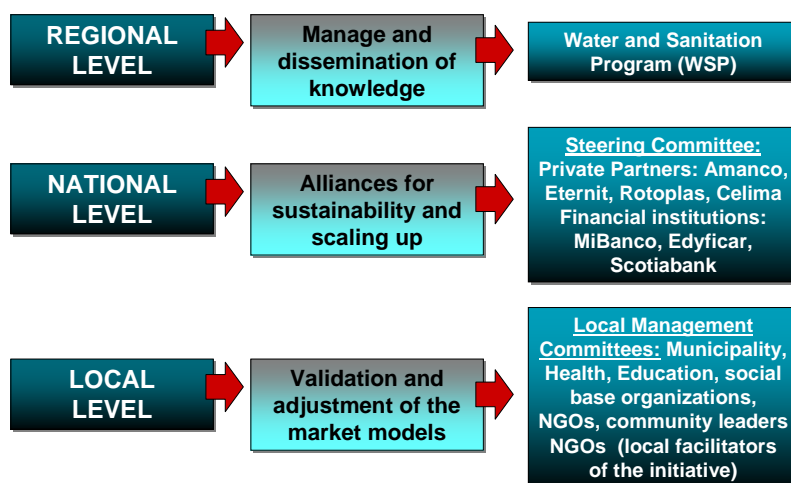 REGIONAL
LEVEL
Manage and
dissemination of
knowledge
Water and Sanitation
Program (WSP)
NATIONAL
LEVEL
Alliances for
sustainability and
scaling up
Steering Committee:
Private Partners: Amanco,
Eternit, Rotoplas, Celima
Financial institutions:
MiBanco, Edyficar,
Scotiabank
LOCAL
LEVEL
Validation and
adjustment of the
market models
Local Management
Committees: Municipality,
Health, Education, social
base organizations,
NGOs, community leaders
NGOs (local facilitators
of the initiative)